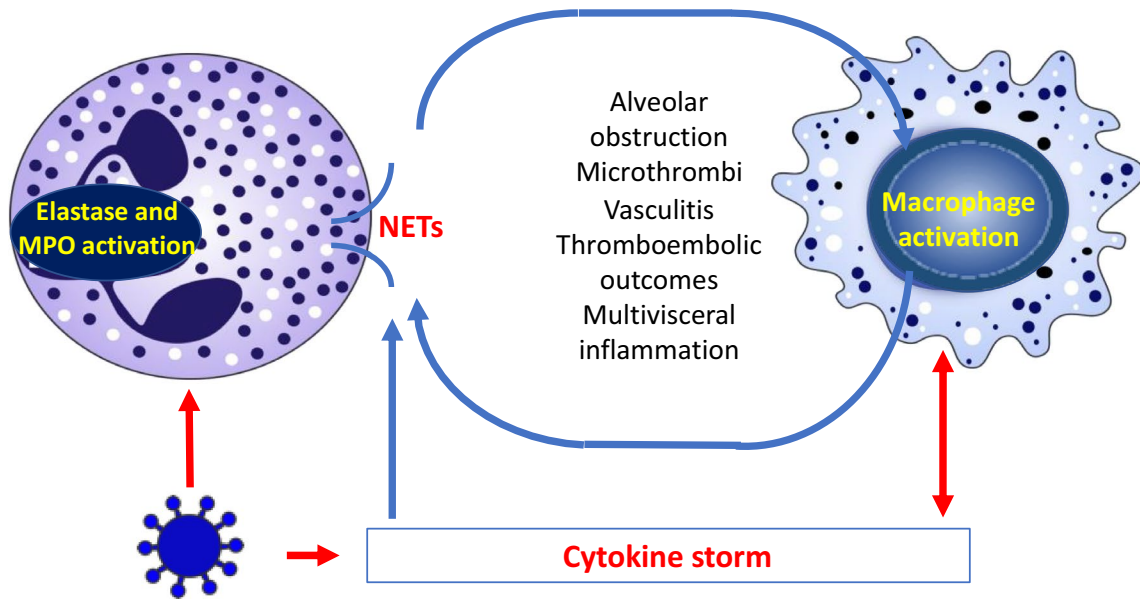 Elastase and
MPO activation
NETs
Alveolar
obstruction
Microthrombi
Vasculitis
Thromboembolic
outcomes
Multivisceral
inflammation
Macrophage
activation
Cytokine storm